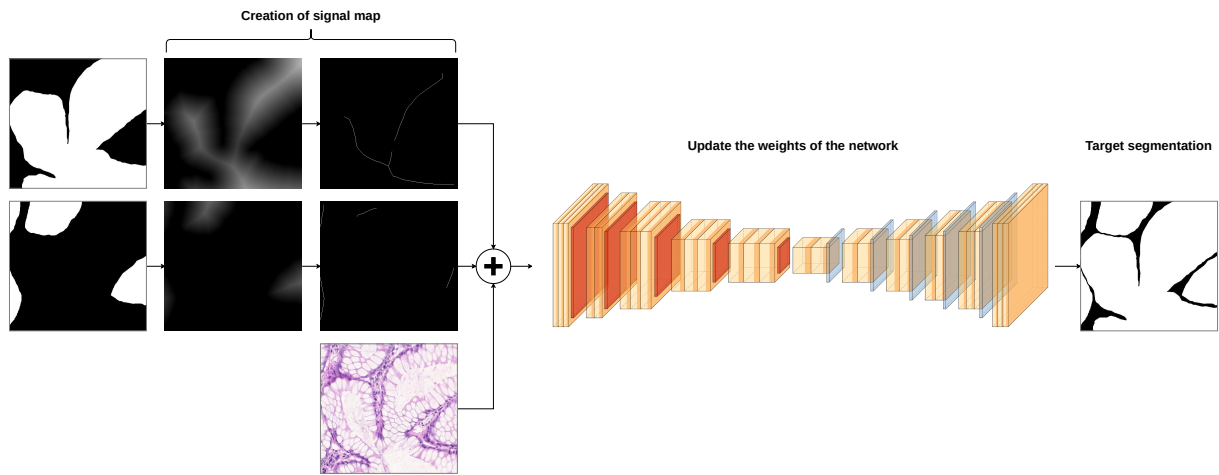 Creation of signal map
Update the weights of the network
Target segmentation